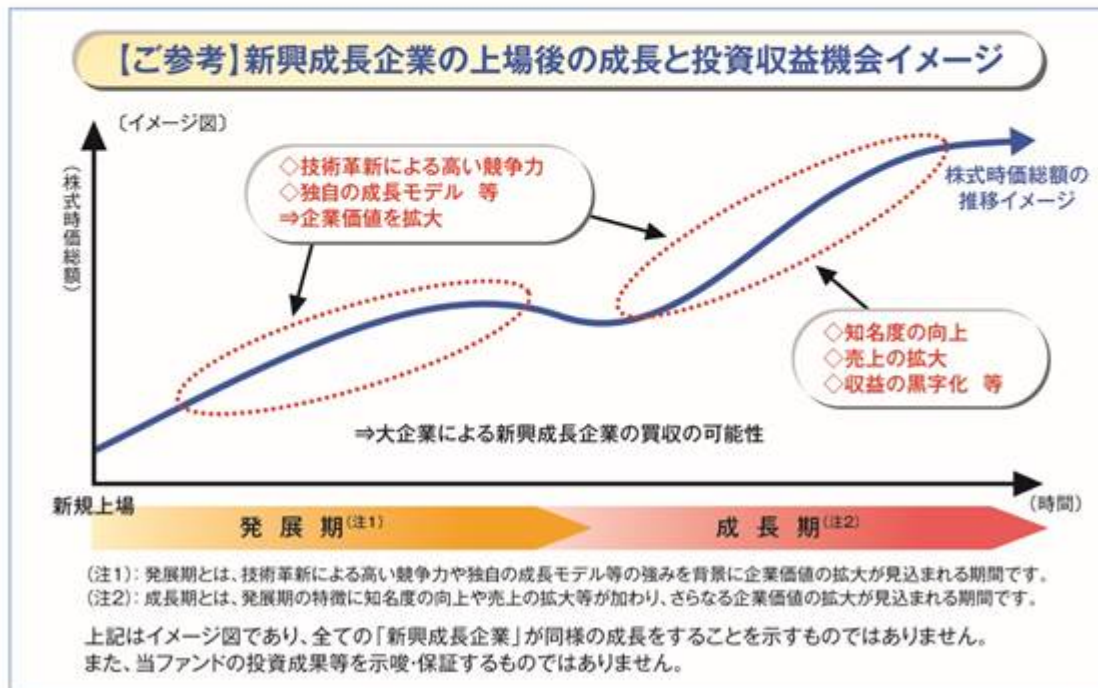 【ご参考】新興成長企業の上場後の成長と投資収益機会イメージ
〔イメージ図〕
(株式時価総額)
◇技術革新による高い競争力
◇独自の成長モデル 等
⇒企業価値を拡大
株式時価総額の
推移イメージ
◇知名度の向上
◇売上の拡大
◇収益の黒字化 等
⇒大企業による新興成長企業の買収の可能性
新規上場
(時間)
発展期(注1)
成長期(注2)
(注1):発展期とは、技術革新による高い競争力や独自の成長モデル等の強みを背景に企業価値の拡大が見込まれる期間です。
(注2):成長期とは、発展期の特徴に知名度の向上や売上の拡大等が加わり、さらなる企業価値の拡大が見込まれる期間です。
上記はイメージ図であり、全ての「新興成長企業」が同様の成長をすることを示すものではありません。
また、当ファンドの投資成果等を示唆・保証するものではありません。